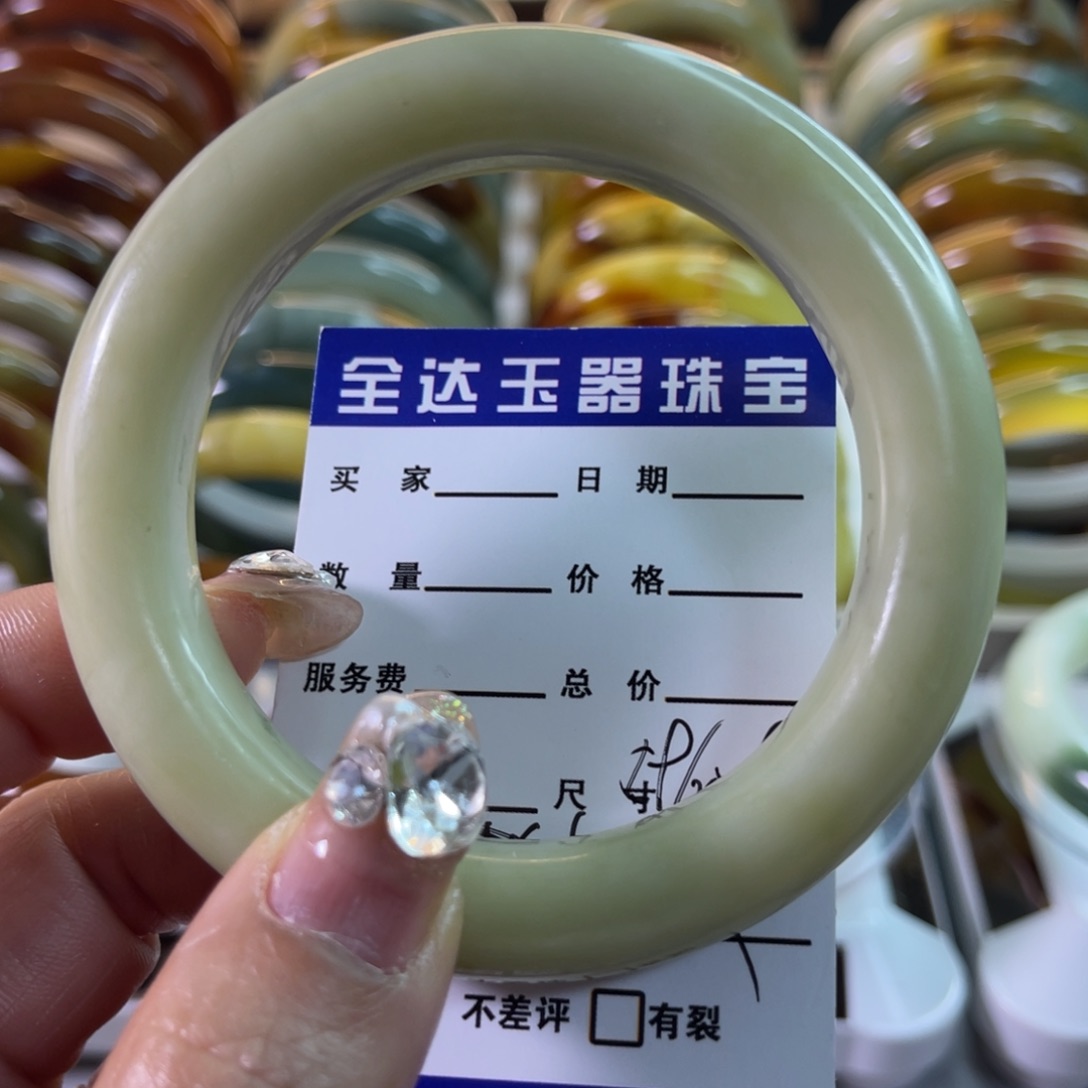 全达玉器珠宝
买 家 日 期
数 量 价 格
服务费 总 价
尺 寸
不差评 有裂